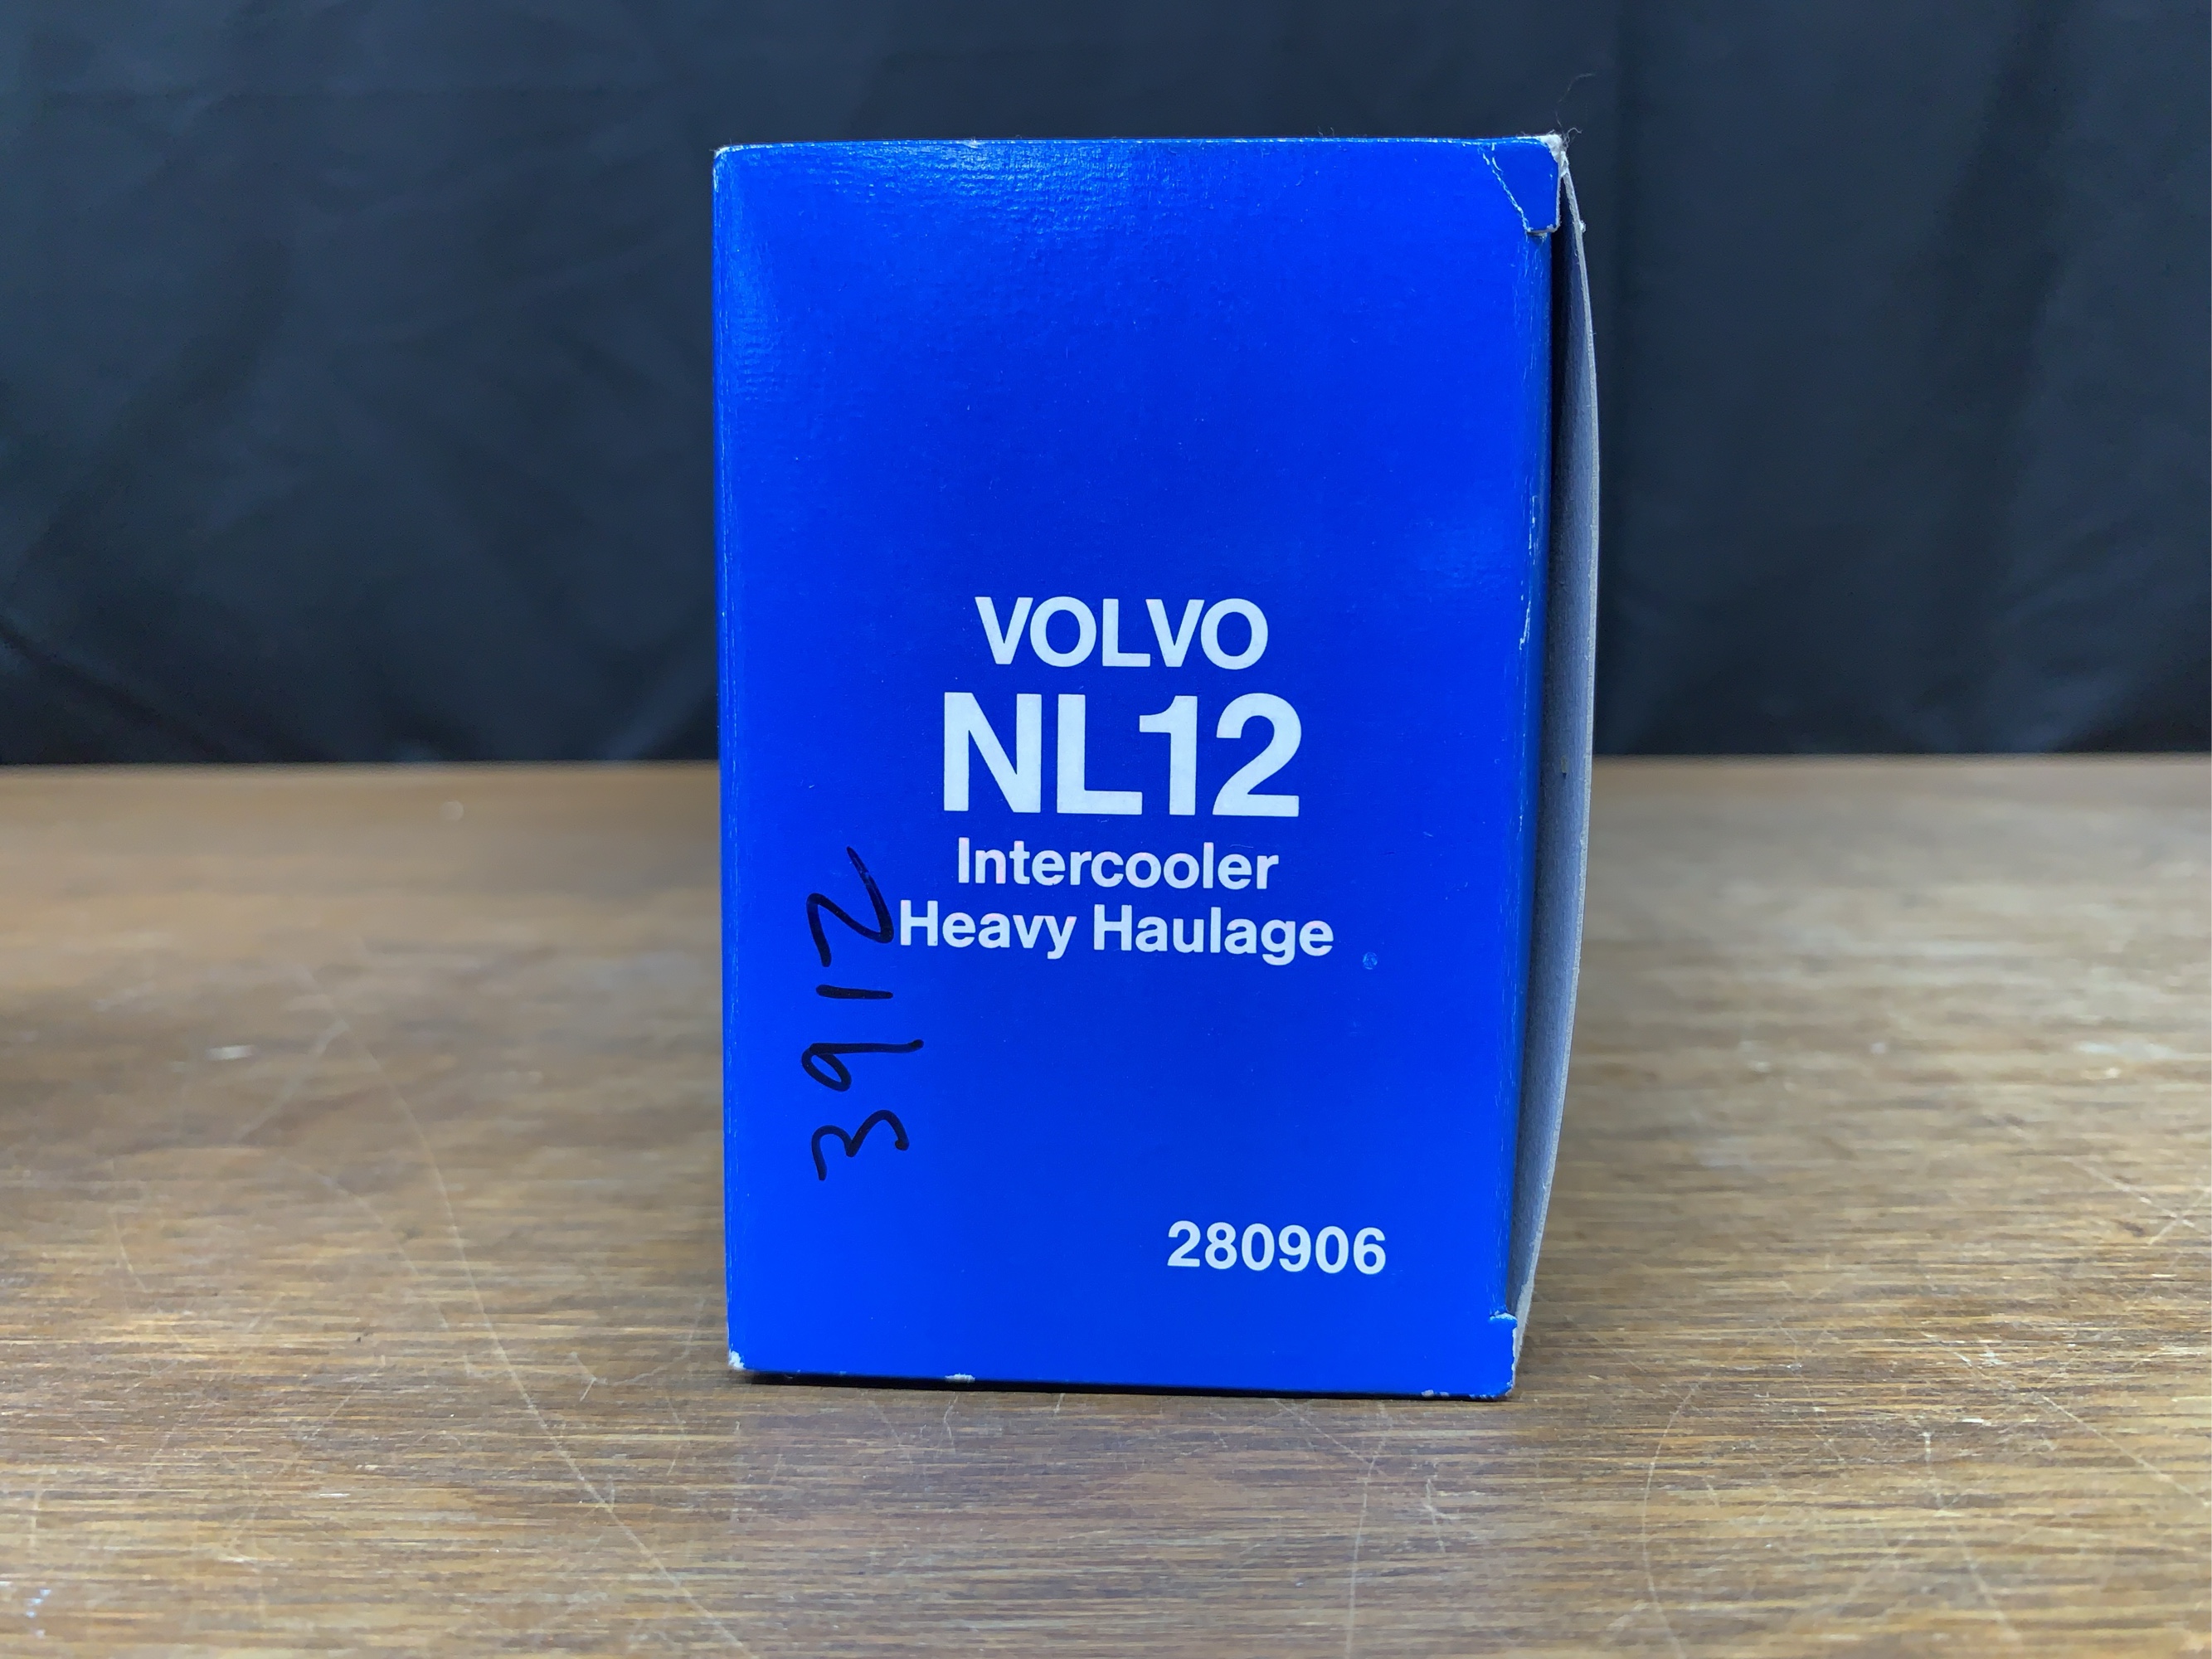 VOLVO
NL12
Intercooler
Heavy Haulage
3912
280906